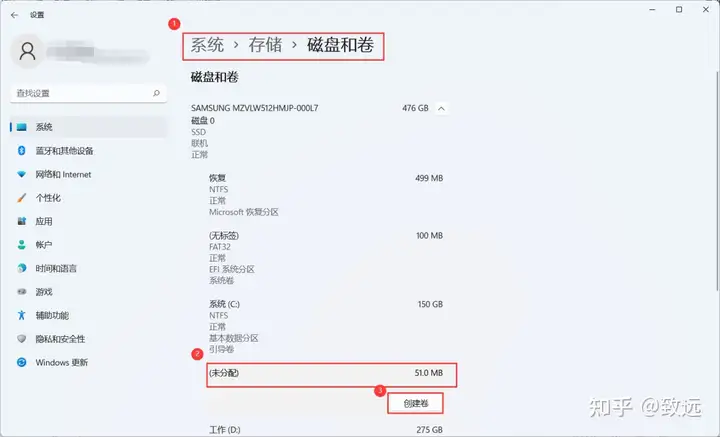 设置
1
系统 › 存储 › 磁盘和卷
磁盘和卷
查找设置
系统
蓝牙和其他设备
网络和 Internet
个性化
应用
帐户
时间和语言
游戏
辅助功能
隐私和安全性
Windows 更新
SAMSUNG MZVLW512HMJP-000L7 476 GB
磁盘 0
SSD
联机
正常
恢复 499 MB
NTFS
正常
Microsoft 恢复分区
(无标签) 100 MB
FAT32
正常
EFI 系统分区
系统卷
系统 (C:) 150 GB
NTFS
正常
基本数据分区
引导卷
2
(未分配) 51.0 MB
3
创建卷
工作 (D:) 275 GB
知乎 @致远